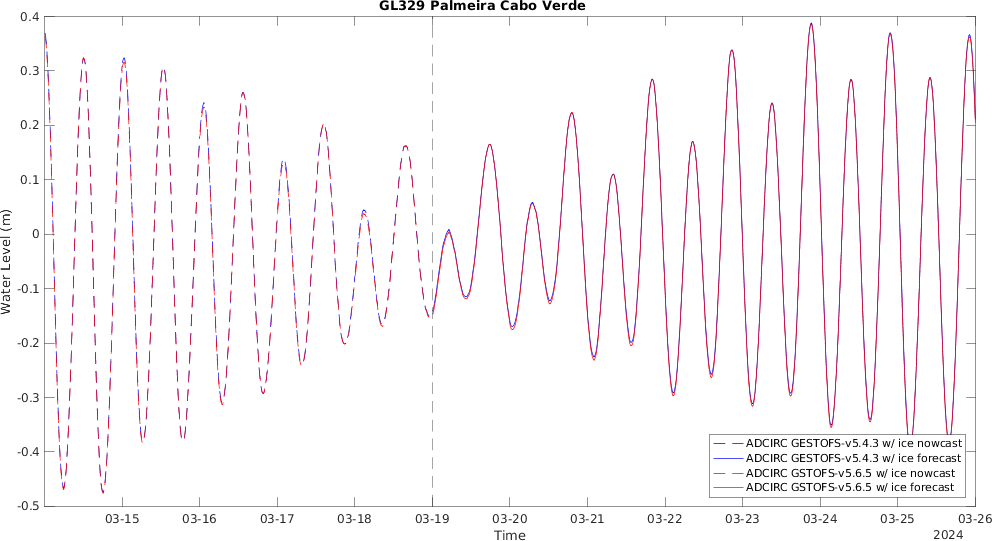 GL329 Palmeira Cabo Verde
0.4
0.3
0.2
0.1
0
-0.1
-0.2
-0.3
-0.4
-0.5
Water Level (m)
ADCIRC GESTOFS-v5.4.3 w/ ice nowcast
ADCIRC GESTOFS-v5.4.3 w/ ice forecast
ADCIRC GSTOFS-v5.6.5 w/ ice nowcast
ADCIRC GSTOFS-v5.6.5 w/ ice forecast
03-15 03-16 03-17 03-18 03-19 03-20 03-21 03-22 03-23 03-24 03-25 03-26
Time
2024